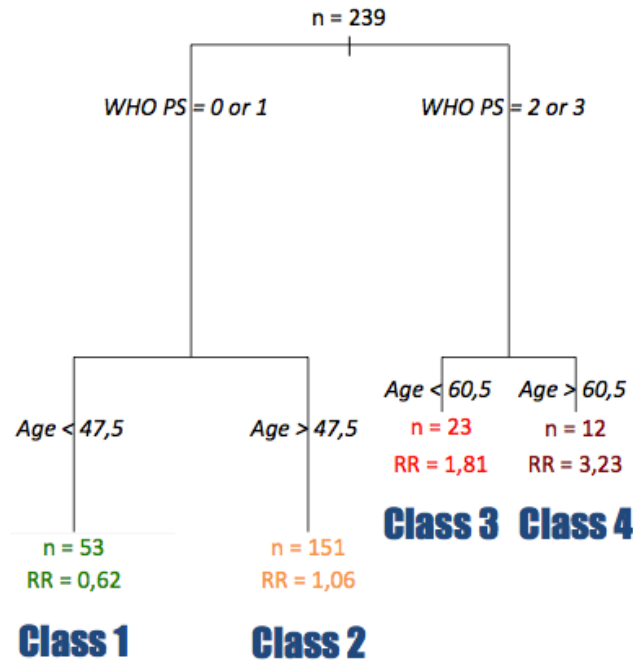 n = 239
WHO PS = 0 or 1
WHO PS = 2 or 3
Age < 47,5
Age > 47,5
Age < 60,5
Age > 60,5
n = 23
RR = 1,81
Class 3
n = 12
RR = 3,23
Class 4
n = 53
RR = 0,62
Class 1
n = 151
RR = 1,06
Class 2